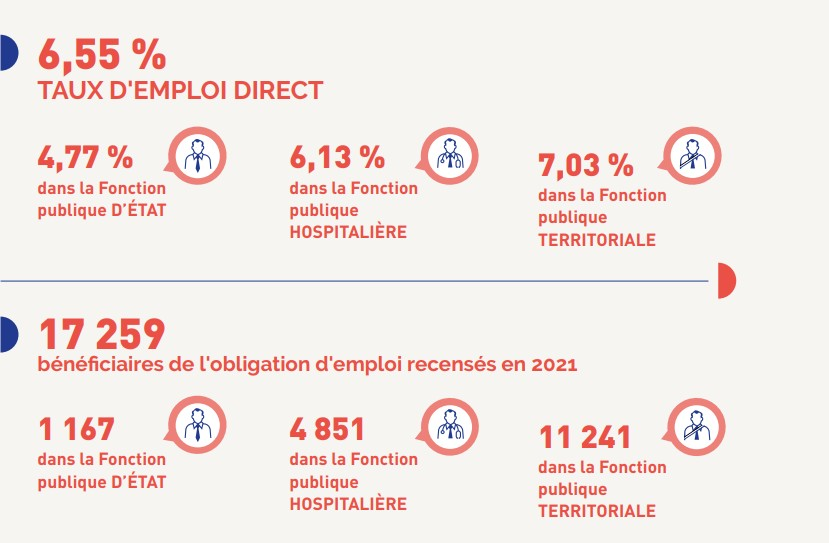 6,55 %
TAUX D'EMPLOI DIRECT
4,77 %
dans la Fonction
publique D'ÉTAT
6,13 %
dans la Fonction
publique
HOSPITALIÈRE
7,03 %
dans la Fonction
publique
TERRITORIALE
17 259
bénéficiaires de l'obligation d'emploi recensés en 2021
1 167
dans la Fonction
publique D'ÉTAT
4 851
dans la Fonction
publique
HOSPITALIÈRE
11 241
dans la Fonction
publique
TERRITORIALE